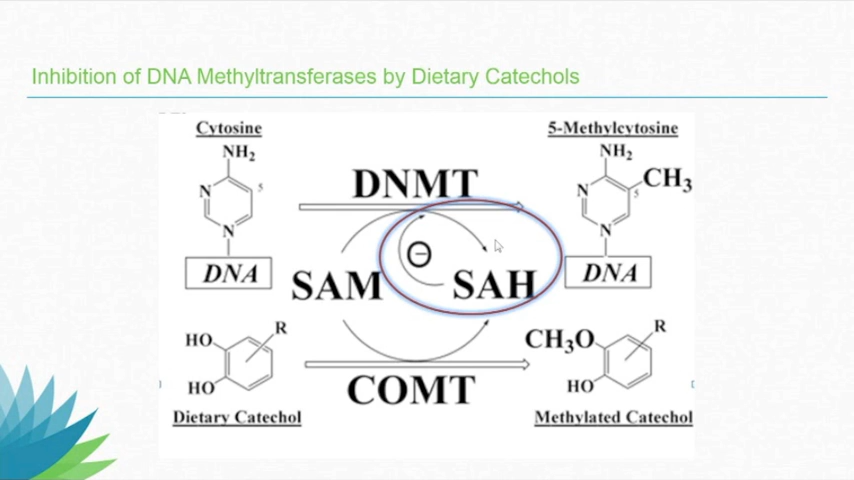 Inhibition of DNA Methyltransferases by Dietary Catechols
Cytosine
5-Methylcytosine
NH2
NH2
DNMT
CH3
N
5
N
5
N
N
DNA
SAM
⊖
SAH
DNA
HO
R
CH3O
R
HO
COMT
HO
Dietary Catechol
Methylated Catechol